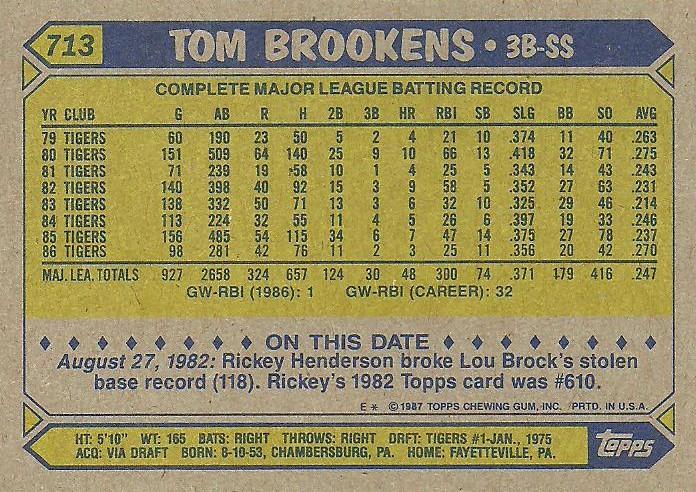 713 TOM BROOKENS • 3B-SS
COMPLETE MAJOR LEAGUE BATTING RECORD
YR CLUB G AB R H 2B 3B HR RBI SB SLG BB SO AVG
79 TIGERS 60 190 23 50 5 2 4 21 10 .374 11 40 .263
80 TIGERS 151 509 64 140 25 9 10 66 13 .418 32 71 .275
81 TIGERS 71 239 19 58 10 1 4 25 5 .343 14 43 .243
82 TIGERS 140 398 40 92 15 3 9 58 5 .352 27 63 .231
83 TIGERS 138 332 50 71 13 3 6 32 10 .325 29 46 .214
84 TIGERS 113 224 32 55 11 4 5 26 6 .397 19 33 .246
85 TIGERS 156 485 54 115 34 6 7 47 14 .375 27 78 .237
86 TIGERS 98 281 42 76 11 2 3 25 11 .356 20 42 .270
MAJ. LEA. TOTALS 927 2658 324 657 124 30 48 300 74 .371 179 416 .247
GW-RBI (1986): 1 GW-RBI (CAREER): 32
ON THIS DATE
August 27, 1982: Rickey Henderson broke Lou Brock's stolen
base record (118). Rickey's 1982 Topps card was #610.
E * © 1987 TOPPS CHEWING GUM, INC. PRTD. IN U.S.A.
HT: 5'10" WT: 165 BATS: RIGHT THROWS: RIGHT DRFT: TIGERS #1-JAN., 1975
ACQ: VIA DRAFT BORN: 8-10-53, CHAMBERSBURG, PA. HOME: FAYETTEVILLE, PA.
topps